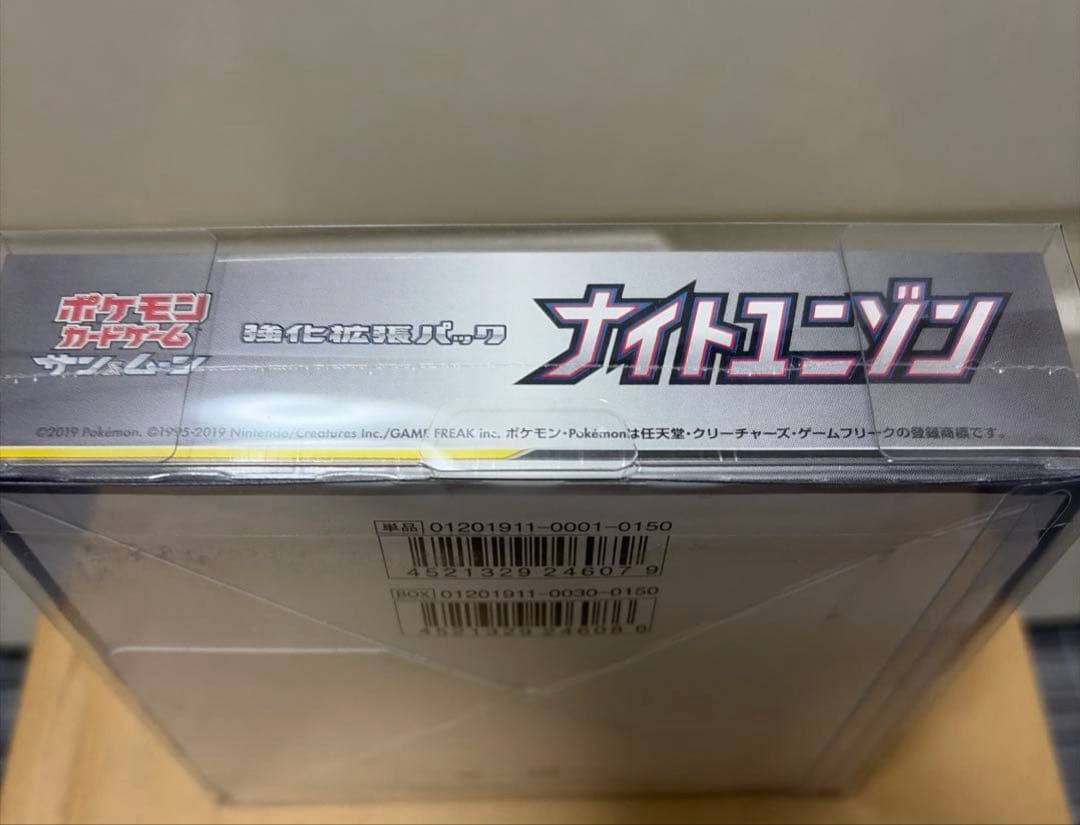 ポケモン
カードゲーム
サン&ムーン
強化拡張パック
ナイトユニゾン
©2019 Pokémon. ©1995-2019 Nintendo/Creatures Inc./GAME FREAK inc. ポケモン・Pokémonは任天堂・クリーチャーズ・ゲームフリークの登録商標です。
単品 01201911-0001-0150
4521329 24607 9
BOX 01201911-0030-0150
4521329 24608 6